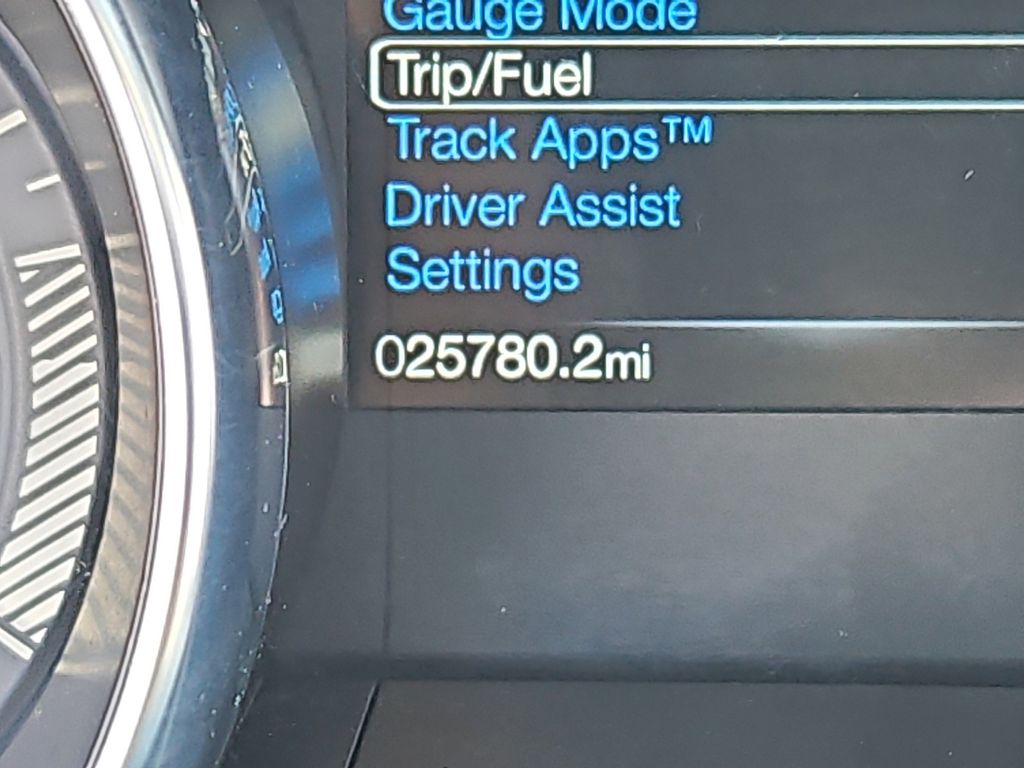 Gauge Mode
Trip/Fuel
Track Apps™
Driver Assist
Settings
025780.2mi